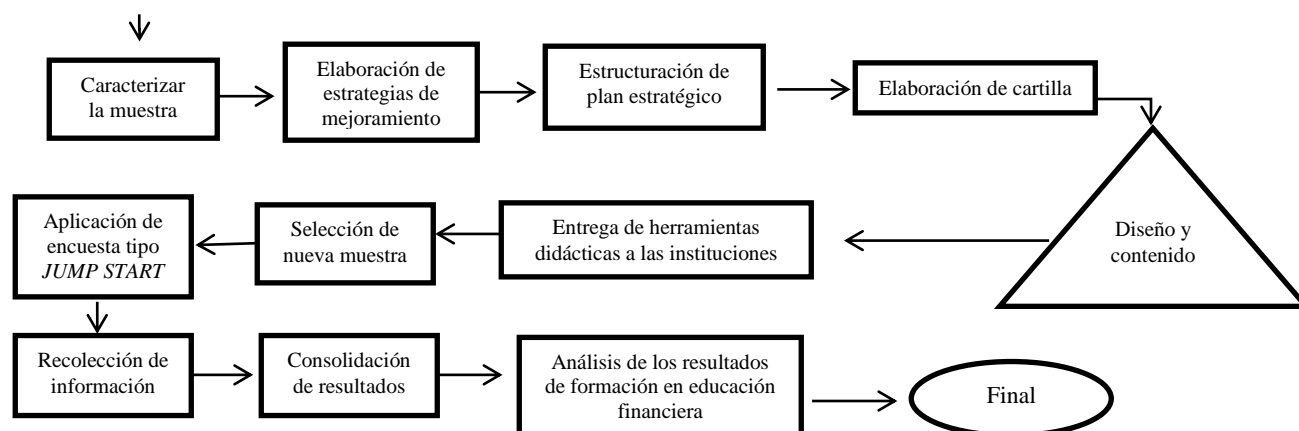 Caracterizar
la muestra
Elaboración de
estrategias de
mejoramiento
Estructuración de
plan estratégico
Elaboración de cartilla
Diseño y
contenido
Entrega de herramientas
didácticas a las instituciones
Selección de
nueva muestra
Aplicación de
encuesta tipo
JUMP START
Recolección de
información
Consolidación
de resultados
Análisis de los resultados
de formación en educación
financiera
Final